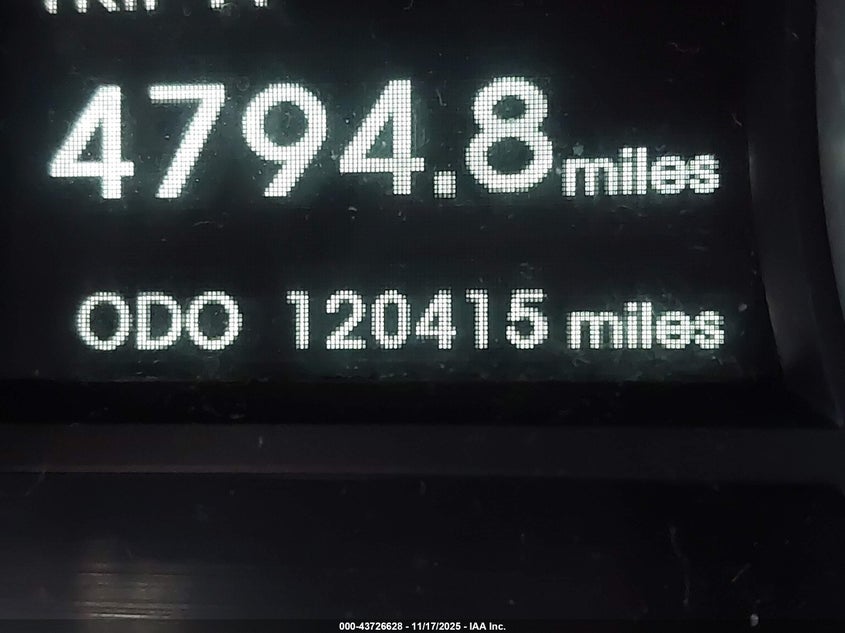 4794.8 miles
ODO 120415 miles
000-43726628 - 11/17/2025 - IAA Inc.